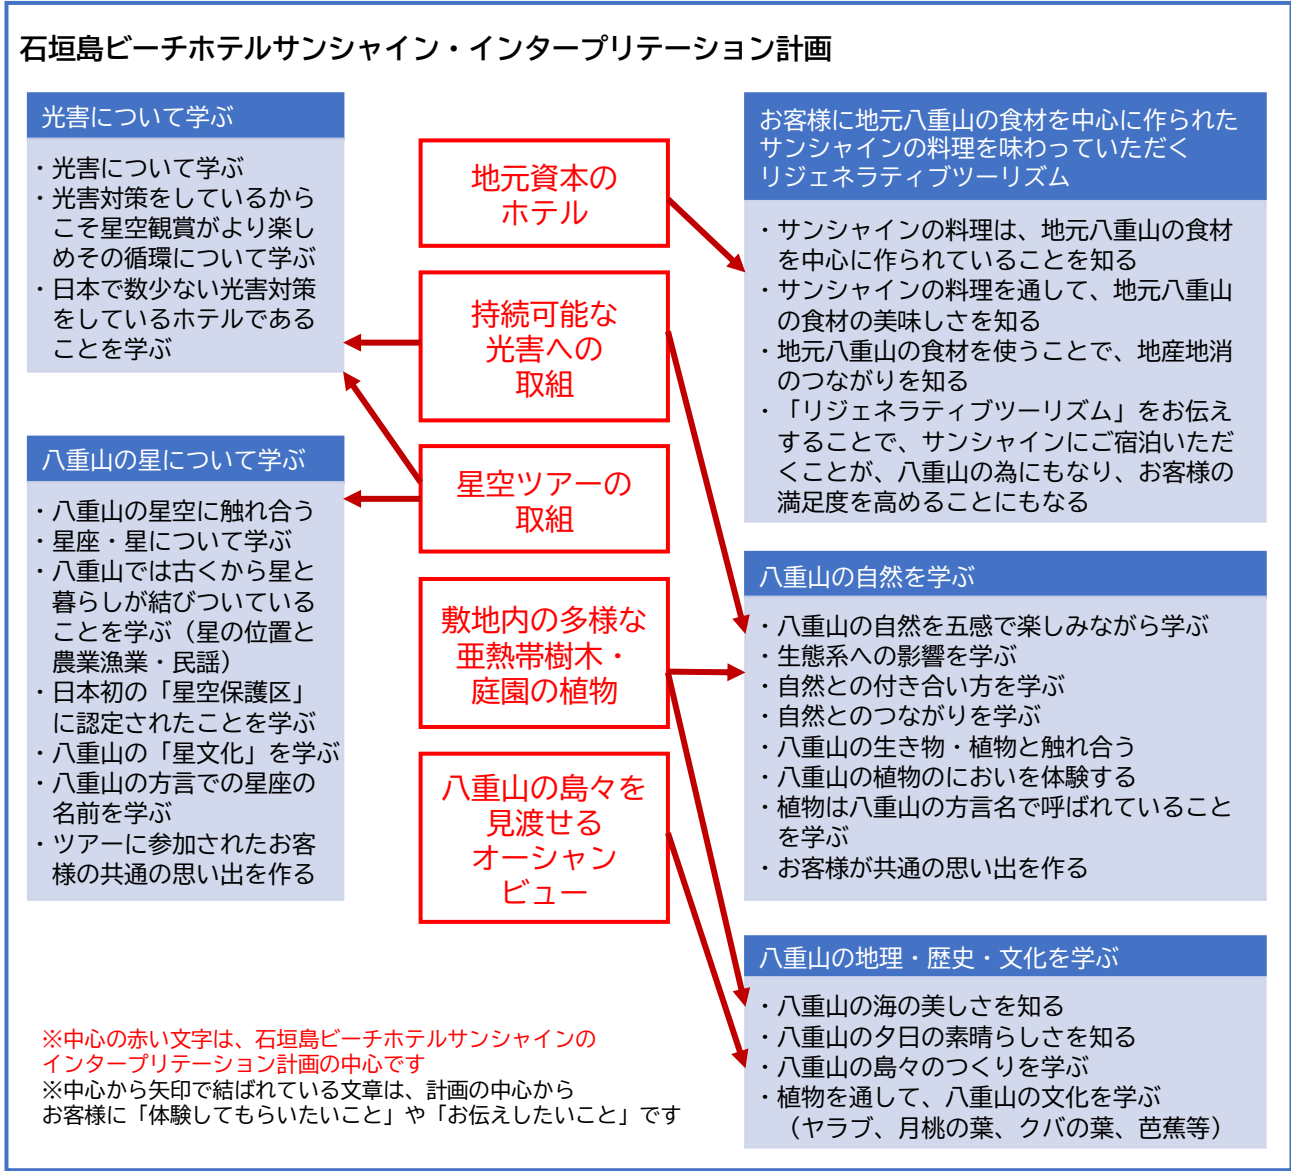 石垣島ビーチホテルサンシャイン・インタープリテーション計画
光害について学ぶ
・光害について学ぶ
・光害対策をしているから
こそ星空観賞がより楽し
めその循環について学ぶ
・日本で数少ない光害対策
をしているホテルである
ことを学ぶ
八重山の星について学ぶ
・八重山の星空に触れ合う
・星座・星について学ぶ
・八重山では古くから星と
暮らしが結びついている
ことを学ぶ（星の位置と
農業漁業・民謡）
・日本初の「星空保護区」
に認定されたことを学ぶ
・八重山の「星文化」を学ぶ
・八重山の方言での星座の
名前を学ぶ
・ツアーに参加されたお客
様の共通の思い出を作る
地元資本の
ホテル
持続可能な
光害への
取組
星空ツアーの
取組
敷地内の多様な
亜熱帯樹木・
庭園の植物
八重山の島々を
見渡せる
オーシャン
ビュー
お客様に地元八重山の食材を中心に作られた
サンシャインの料理を味わっていただく
リジェネラティブツーリズム
・サンシャインの料理は、地元八重山の食材
を中心に作られていることを知る
・サンシャインの料理を通して、地元八重山
の食材の美味しさを知る
・地元八重山の食材を使うことで、地産地消
のつながりを知る
・「リジェネラティブツーリズム」をお伝え
することで、サンシャインにご宿泊いただ
くことが、八重山の為にもなり、お客様の
満足度を高めることにもなる
八重山の自然を学ぶ
・八重山の自然を五感で楽しみながら学ぶ
・生態系への影響を学ぶ
・自然との付き合い方を学ぶ
・自然とのつながりを学ぶ
・八重山の生き物・植物と触れ合う
・八重山の植物のにおいを体験する
・植物は八重山の方言名で呼ばれていること
を学ぶ
・お客様が共通の思い出を作る
八重山の地理・歴史・文化を学ぶ
・八重山の海の美しさを知る
・八重山の夕日の素晴らしさを知る
・八重山の島々のつくりを学ぶ
・植物を通して、八重山の文化を学ぶ
（ヤラブ、月桃の葉、クバの葉、芭蕉等）
※中心の赤い文字は、石垣島ビーチホテルサンシャインの
インタープリテーション計画の中心です
※中心から矢印で結ばれている文章は、計画の中心から
お客様に「体験してもらいたいこと」や「お伝えしたいこと」です